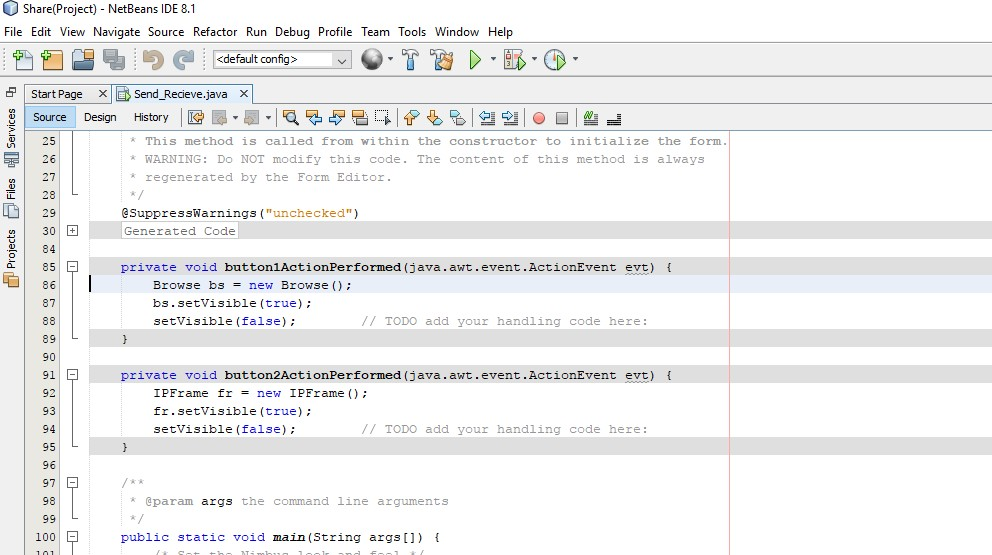 Share(Project) - NetBeans IDE 8.1
File Edit View Navigate Source Refactor Run Debug Profile Team Tools Window Help
<default config>
Start Page X Send_Recieve.java X
Services
Files
Projects
Source Design History
25 * This method is called from within the constructor to initialize the form.
26 * WARNING: Do NOT modify this code. The content of this method is always
27 * regenerated by the Form Editor.
28 */
29 @SuppressWarnings("unchecked")
30 Generated Code
84
85 private void button1ActionPerformed(java.awt.event.ActionEvent evt) {
86 Browse bs = new Browse();
87 bs.setVisible(true);
88 setVisible(false); // TODO add your handling code here:
89 }
90
91 private void button2ActionPerformed(java.awt.event.ActionEvent evt) {
92 IPFrame fr = new IPFrame();
93 fr.setVisible(true);
94 setVisible(false); // TODO add your handling code here:
95 }
96
97 /**
98 * @param args the command line arguments
99 */
100 public static void main(String args[]) {
101 /* Set the Nimbus look and feel */